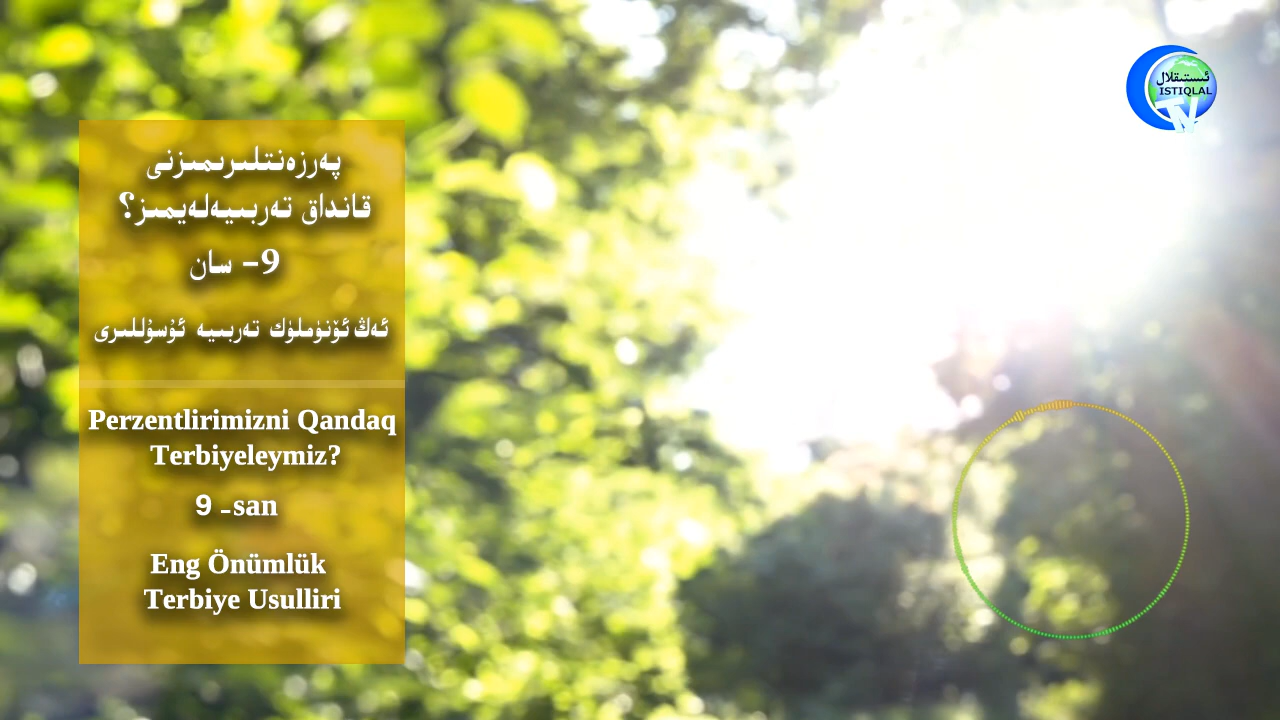 پەرزەنتلىرىمىزنى
قانداق تەربىيەلەيمىز؟
9- سان
ئەڭ ئۈنۈملۈك تەربىيە ئۇسۇللىرى
Perzentlirimizni Qandaq
Terbiyeleymiz?
9 -san
Eng Önümlük
Terbiye Usulliri
ئىستىقلال
ISTIQLAL
TV